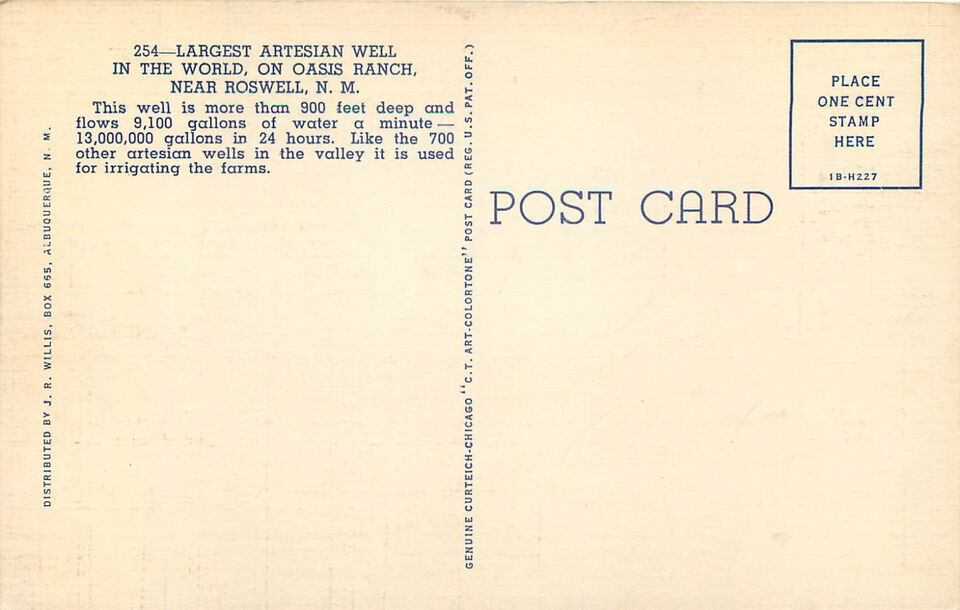 254—LARGEST ARTESIAN WELL
IN THE WORLD, ON OASIS RANCH,
NEAR ROSWELL, N. M.
This well is more than 900 feet deep and
flows 9,100 gallons of water a minute—
13,000,000 gallons in 24 hours. Like the 700
other artesian wells in the valley it is used
for irrigating the farms.
DISTRIBUTED BY J. R. WILLIS, BOX 665, ALBUQUERQUE, N. M.
GENUINE CURTEICH-CHICAGO "C.T. ART-COLORTONE" POST CARD (REG. U.S. PAT. OFF.)
POST CARD
PLACE
ONE CENT
STAMP
HERE
1B-H227